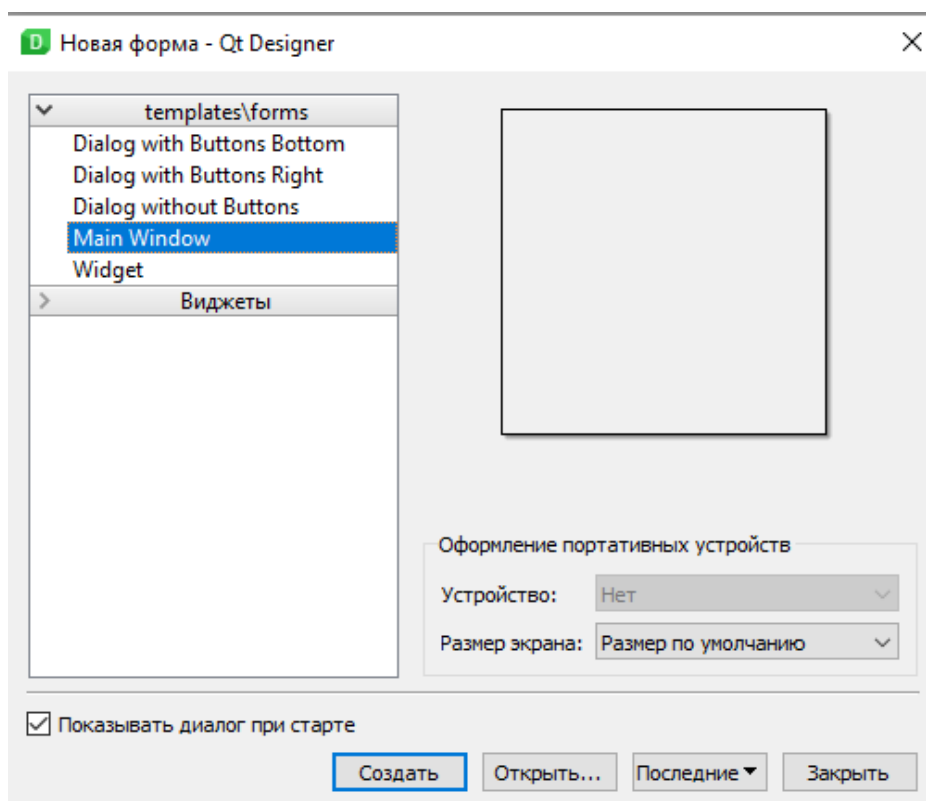 Новая форма - Qt Designer
templates\forms
Dialog with Buttons Bottom
Dialog with Buttons Right
Dialog without Buttons
Main Window
Widget
Виджеты
Оформление портативных устройств
Устройство: Нет
Размер экрана: Размер по умолчанию
Показывать диалог при старте
Создать Открыть... Последние Закрыть